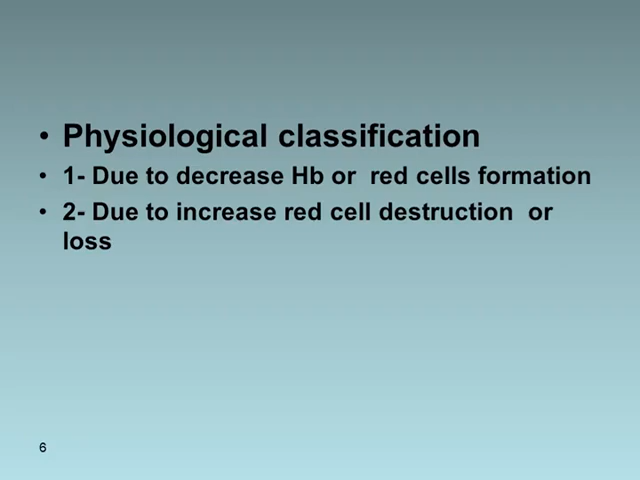 • Physiological classification
• 1- Due to decrease Hb or  red cells formation
• 2- Due to increase red cell destruction  or
loss
6